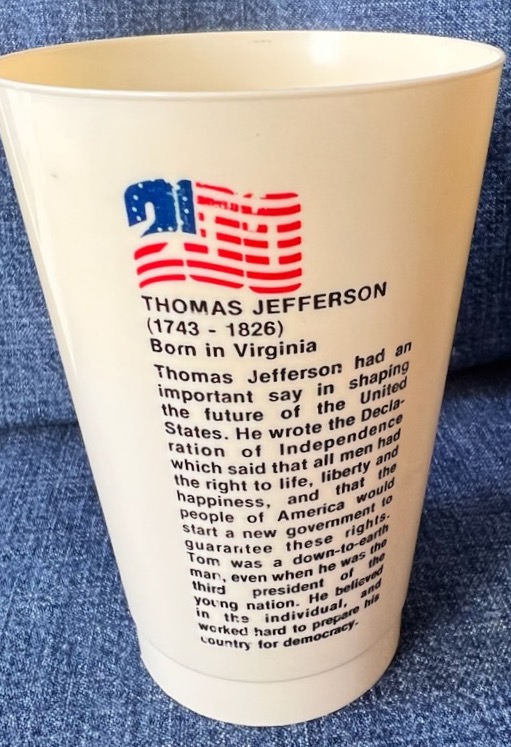 200
THOMAS JEFFERSON
(1743 - 1826)
Born in Virginia
Thomas Jefferson had an
important say in shaping
the future of the United
States. He wrote the Decla-
ration of Independence
which said that all men had
the right to life, liberty and
happiness, and that the
people of America would
start a new government to
guarantee these rights.
Tom was a down-to-earth
man, even when he was the
third president of the
young nation. He believed
in the individual, and
worked hard to prepare his
country for democracy.